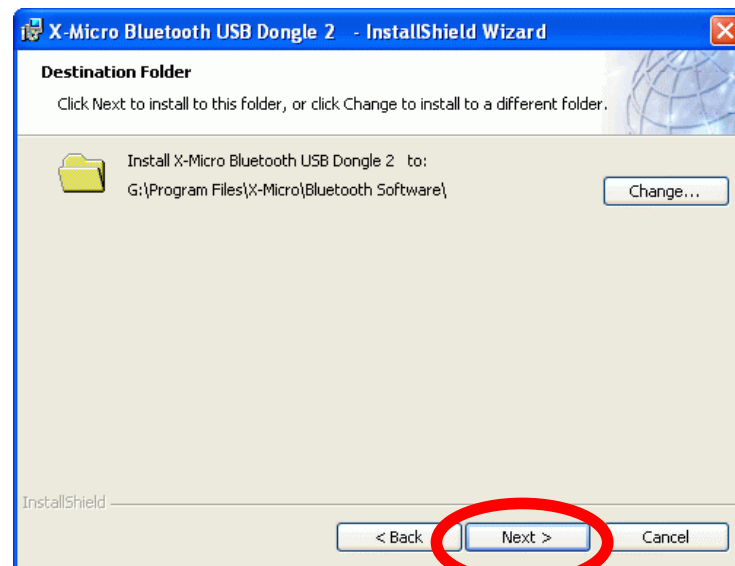 X-Micro Bluetooth USB Dongle 2 - InstallShield Wizard
Destination Folder
Click Next to install to this folder, or click Change to install to a different folder.
Install X-Micro Bluetooth USB Dongle 2 to:
G:\Program Files\X-Micro\Bluetooth Software\
Change...
InstallShield
< Back Next > Cancel